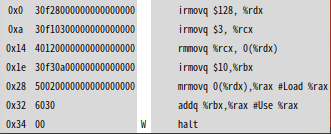 0x0 30f28000000000000000 irmovq $128, %rdx
0xa 30f10300000000000000 irmovq $3, %rcx
0x14 40120000000000000000 rmmovq %rcx, 0(%rdx)
0x1e 30f30a00000000000000 irmovq $10,%rbx
0x28 50020000000000000000 mrmovq 0(%rdx),%rax #Load %rax
0x32 6030 addq %rbx,%rax #Use %rax
0x34 00 W halt